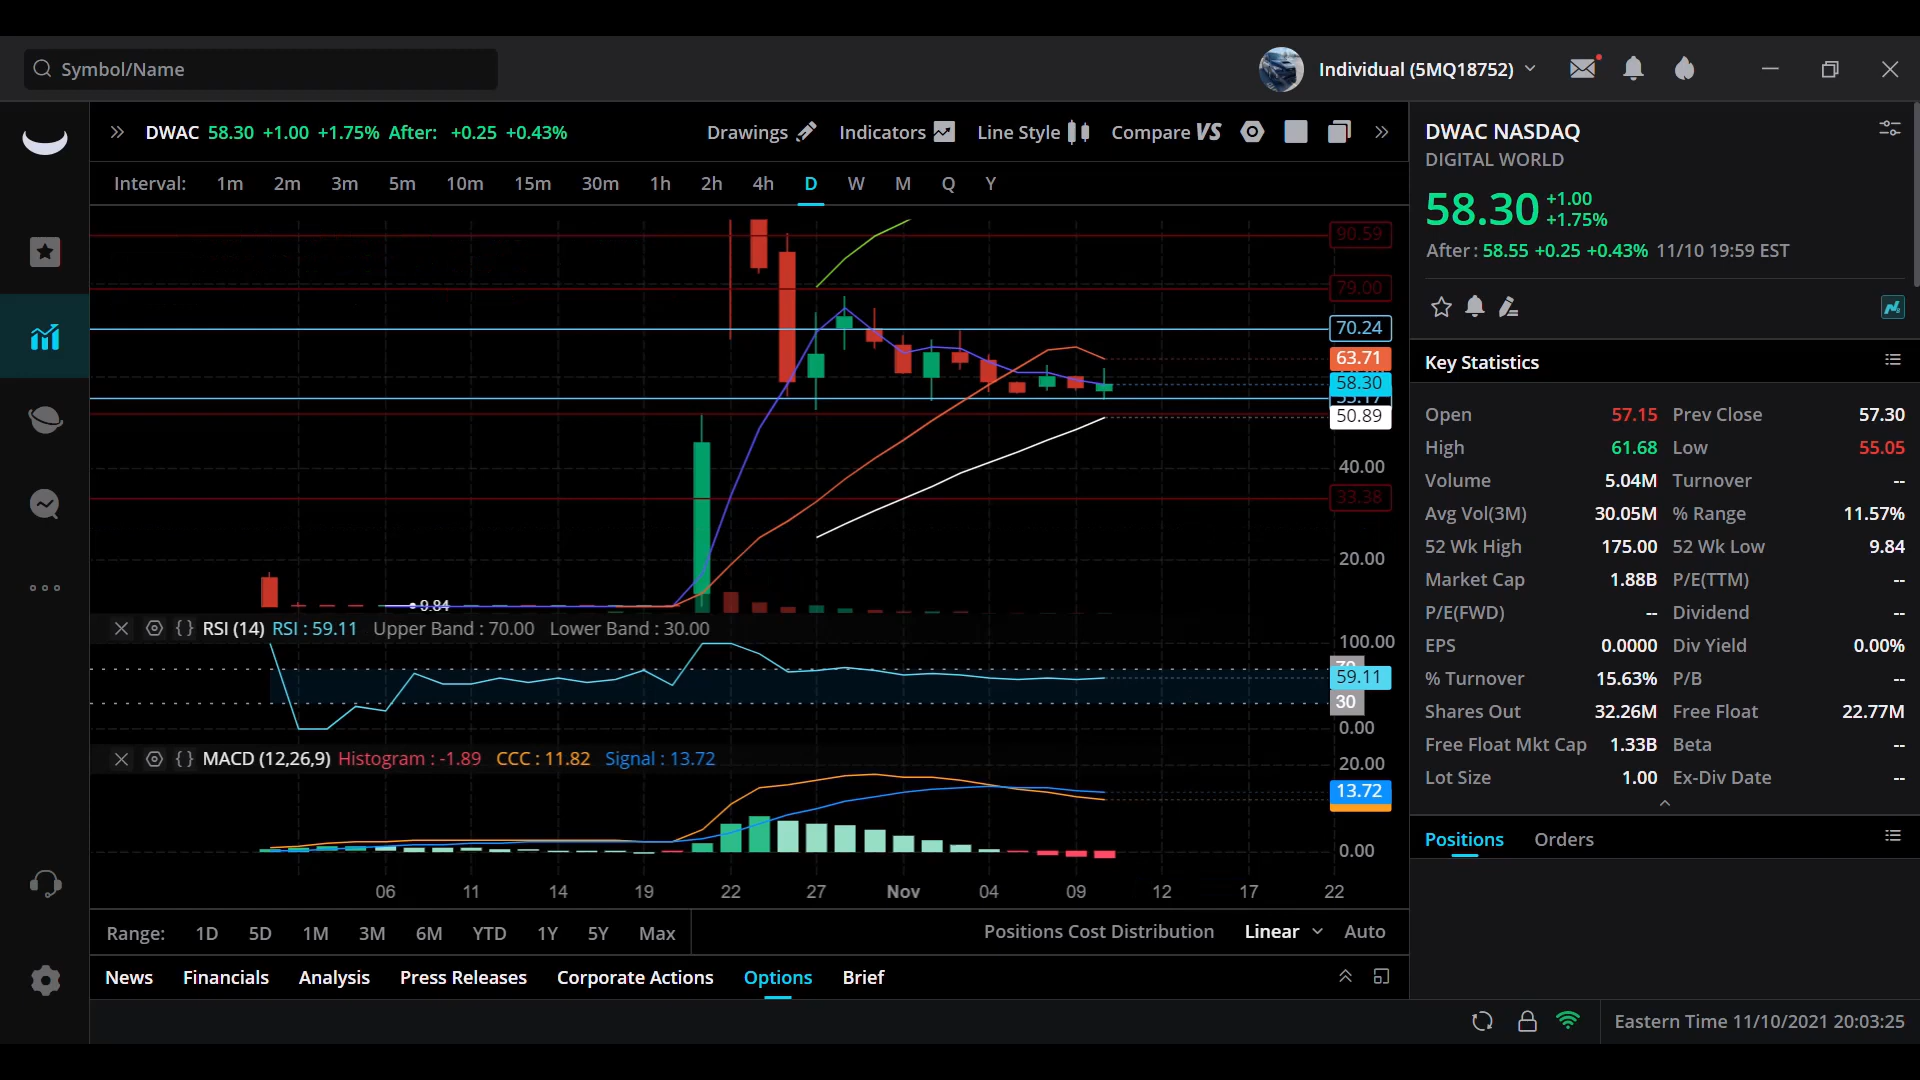 Symbol/Name
Individual (5MQ18752)
DWAC 58.30 +1.00 +1.75% After: +0.25 +0.43%
Drawings Indicators Line Style Compare VS
Interval: 1m 2m 3m 5m 10m 15m 30m 1h 2h 4h D W M Q Y
90.59
79.00
70.24
63.71
58.30
50.89
40.00
33.38
20.00
9.84
RSI (14) RSI : 59.11 Upper Band : 70.00 Lower Band : 30.00
100.00
59.11
30
0.00
MACD (12,26,9) Histogram : -1.89 CCC : 11.82 Signal : 13.72
20.00
13.72
0.00
06 11 14 19 22 27 Nov 04 09 12 17 22
Range: 1D 5D 1M 3M 6M YTD 1Y 5Y Max
Positions Cost Distribution Linear Auto
News Financials Analysis Press Releases Corporate Actions Options Brief
DWAC NASDAQ
DIGITAL WORLD
58.30 +1.00
+1.75%
After : 58.55 +0.25 +0.43% 11/10 19:59 EST
Key Statistics
Open 57.15 Prev Close 57.30
High 61.68 Low 55.05
Volume 5.04M Turnover --
Avg Vol(3M) 30.05M % Range 11.57%
52 Wk High 175.00 52 Wk Low 9.84
Market Cap 1.88B P/E(TTM) --
P/E(FWD) -- Dividend --
EPS 0.0000 Div Yield 0.00%
% Turnover 15.63% P/B --
Shares Out 32.26M Free Float 22.77M
Free Float Mkt Cap 1.33B Beta --
Lot Size 1.00 Ex-Div Date --
Positions Orders
Eastern Time 11/10/2021 20:03:25